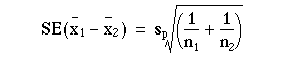 SE(x̄₁ − x̄₂) = sₚ√(1/n₁ + 1/n₂)